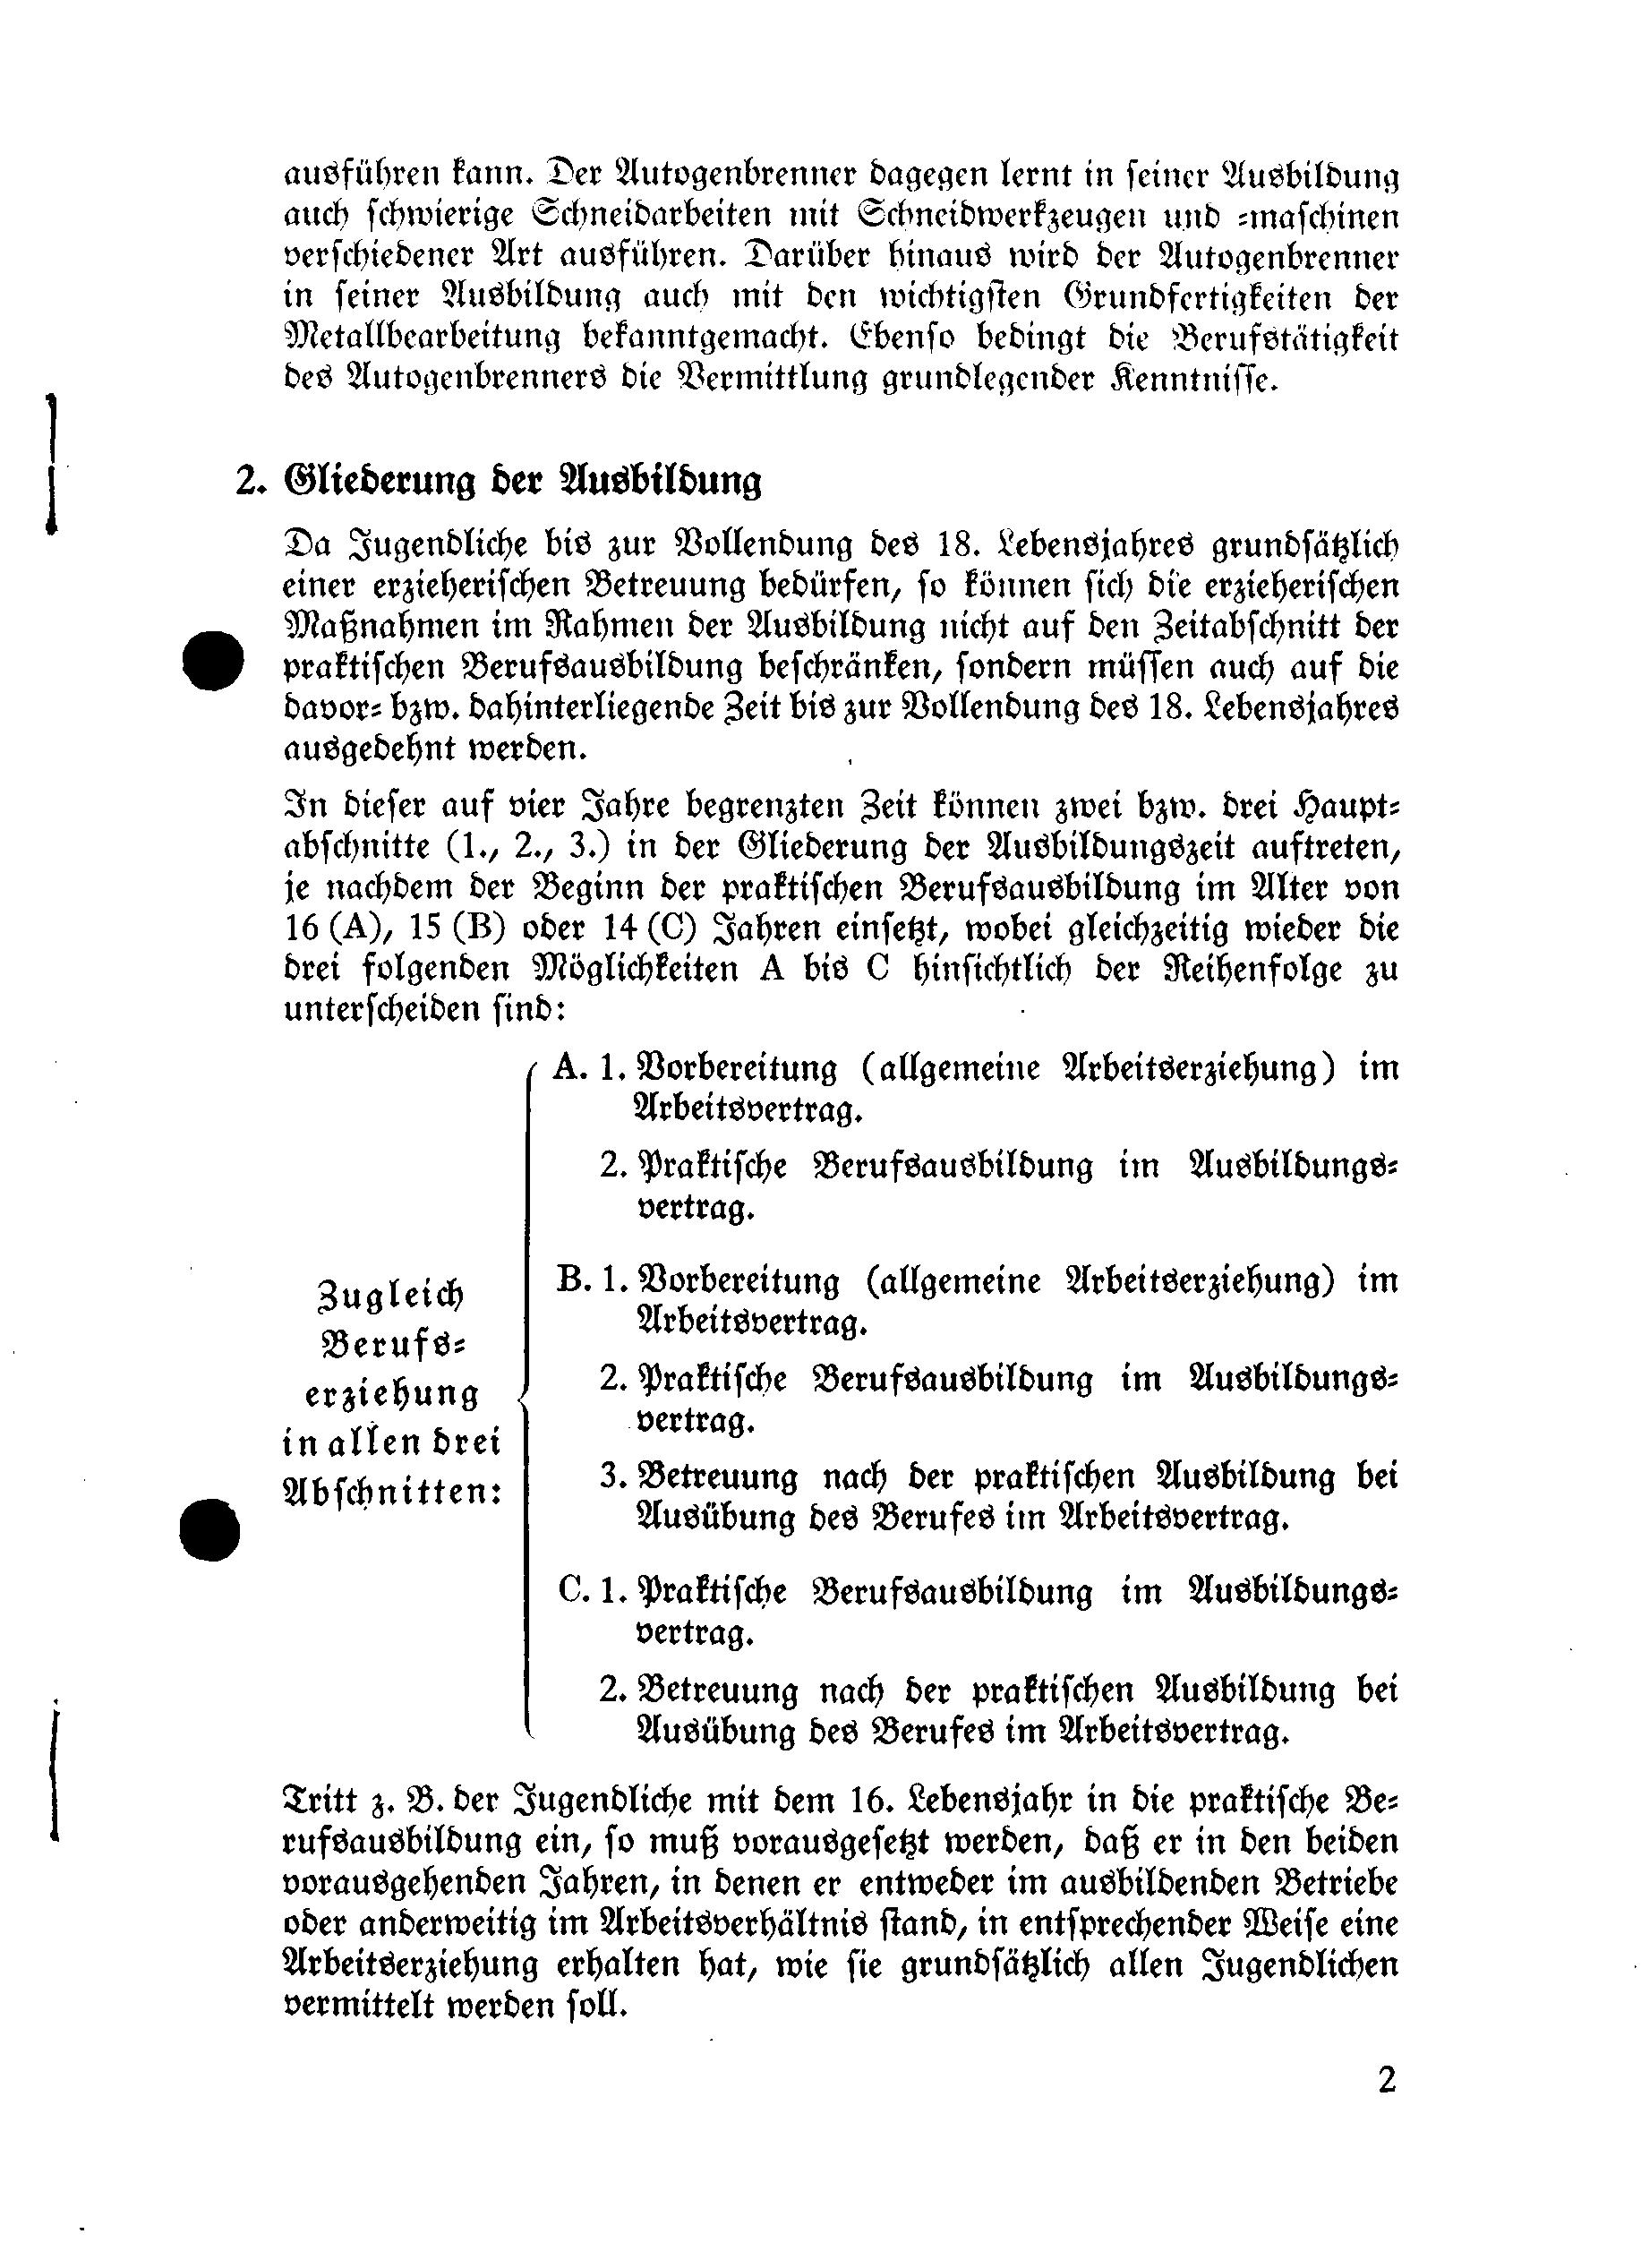 ausführen kann. Der Autogenbrenner dagegen lernt in seiner Ausbildung
auch schwierige Schneidarbeiten mit Schneidwerkzeugen und =maschinen
verschiedener Art ausführen. Darüber hinaus wird der Autogenbrenner
in seiner Ausbildung auch mit den wichtigsten Grundfertigkeiten der
Metallbearbeitung bekanntgemacht. Ebenso bedingt die Berufstätigkeit
des Autogenbrenners die Vermittlung grundlegender Kenntnisse.
2. Gliederung der Ausbildung
Da Jugendliche bis zur Vollendung des 18. Lebensjahres grundsätzlich
einer erzieherischen Betreuung bedürfen, so können sich die erzieherischen
Maßnahmen im Rahmen der Ausbildung nicht auf den Zeitabschnitt der
praktischen Berufsausbildung beschränken, sondern müssen auch auf die
davor= bzw. dahinterliegende Zeit bis zur Vollendung des 18. Lebensjahres
ausgedehnt werden.
In dieser auf vier Jahre begrenzten Zeit können zwei bzw. drei Haupt=
abschnitte (1., 2., 3.) in der Gliederung der Ausbildungszeit auftreten,
je nachdem der Beginn der praktischen Berufsausbildung im Alter von
16 (A), 15 (B) oder 14 (C) Jahren einsetzt, wobei gleichzeitig wieder die
drei folgenden Möglichkeiten A bis C hinsichtlich der Reihenfolge zu
unterscheiden sind:
Zugleich
Berufs=
erziehung
in allen drei
Abschnitten:
A. 1. Vorbereitung (allgemeine Arbeitserziehung) im
Arbeitsvertrag.
2. Praktische Berufsausbildung im Ausbildungs=
vertrag.
B. 1. Vorbereitung (allgemeine Arbeitserziehung) im
Arbeitsvertrag.
2. Praktische Berufsausbildung im Ausbildungs=
vertrag.
3. Betreuung nach der praktischen Ausbildung bei
Ausübung des Berufes im Arbeitsvertrag.
C. 1. Praktische Berufsausbildung im Ausbildungs=
vertrag.
2. Betreuung nach der praktischen Ausbildung bei
Ausübung des Berufes im Arbeitsvertrag.
Tritt z. B. der Jugendliche mit dem 16. Lebensjahr in die praktische Be=
rufsausbildung ein, so muß vorausgesetzt werden, daß er in den beiden
vorausgehenden Jahren, in denen er entweder im ausbildenden Betriebe
oder anderweitig im Arbeitsverhältnis stand, in entsprechender Weise eine
Arbeitserziehung erhalten hat, wie sie grundsätzlich allen Jugendlichen
vermittelt werden soll.
2